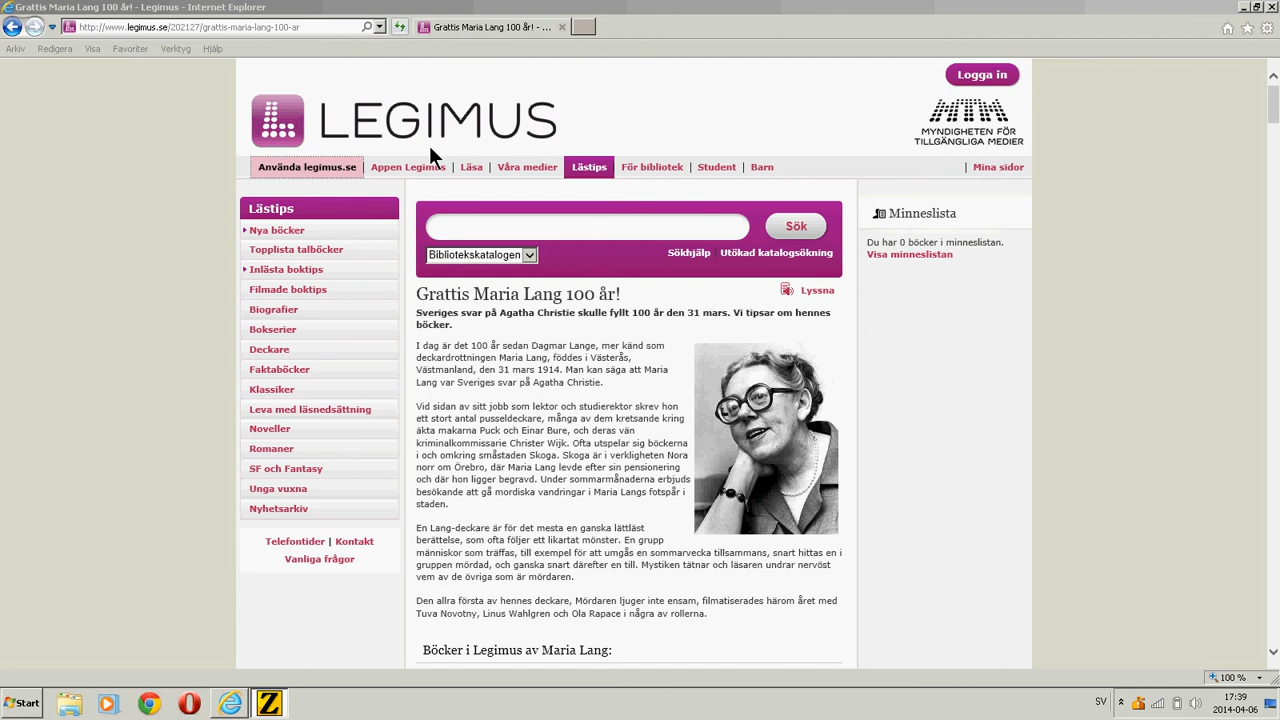 Grattis Maria Lang 100 år! - Legimus - Internet Explorer
http://www.legimus.se/202127/grattis-maria-lang-100-ar
Grattis Maria Lang 100 år! - ...
Arkiv Redigera Visa Favoriter Verktyg Hjälp
Logga in
LEGIMUS
MYNDIGHETEN FÖR
TILLGÄNGLIGA MEDIER
Använda legimus.se | Appen Legimus | Läsa | Våra medier Lästips För bibliotek | Student | Barn | Mina sidor
Lästips
Nya böcker
Topplista talböcker
Inlästa boktips
Filmade boktips
Biografier
Bokserier
Deckare
Faktaböcker
Klassiker
Leva med läsnedsättning
Noveller
Romaner
SF och Fantasy
Unga vuxna
Nyhetsarkiv
Telefontider | Kontakt
Vanliga frågor
Sök
Bibliotekskatalogen
Sökhjälp Utökad katalogsökning
Grattis Maria Lang 100 år!
Lyssna
Sveriges svar på Agatha Christie skulle fyllt 100 år den 31 mars. Vi tipsar om hennes
böcker.
I dag är det 100 år sedan Dagmar Lange, mer känd som
deckardrottningen Maria Lang, föddes i Västerås,
Västmanland, den 31 mars 1914. Man kan säga att Maria
Lang var Sveriges svar på Agatha Christie.
Vid sidan av sitt jobb som lektor och studierektor skrev hon
ett stort antal pusseldeckare, många av dem kretsande kring
äkta makarna Puck och Einar Bure, och deras vän
kriminalkommissarie Christer Wijk. Ofta utspelar sig böckerna
i och omkring småstaden Skoga. Skoga är i verkligheten Nora
norr om Örebro, där Maria Lang levde efter sin pensionering
och där hon ligger begravd. Under sommarmånaderna erbjuds
besökande att gå mordiska vandringar i Maria Langs fotspår i
staden.
En Lang-deckare är för det mesta en ganska lättläst
berättelse, som ofta följer ett likartat mönster. En grupp
människor som träffas, till exempel för att umgås en sommarvecka tillsammans, snart hittas en i
gruppen mördad, och ganska snart därefter en till. Mystiken tätnar och läsaren undrar nervöst
vem av de övriga som är mördaren.
Den allra första av hennes deckare, Mördaren ljuger inte ensam, filmatiserades härom året med
Tuva Novotny, Linus Wahlgren och Ola Rapace i några av rollerna.
Böcker i Legimus av Maria Lang:
Minneslista
Du har 0 böcker i minneslistan.
Visa minneslistan
100 %
Start
SV
17:39
2014-04-06